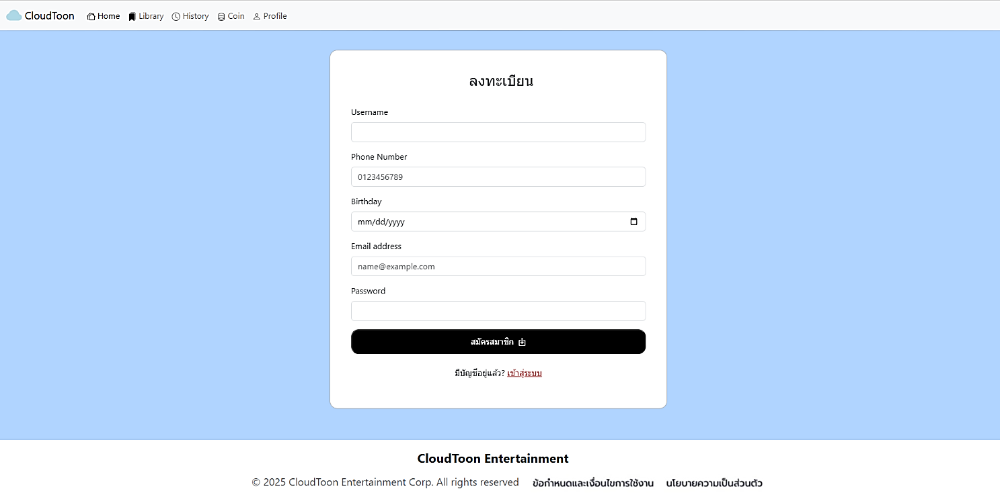 CloudToon Home Library History Coin Profile
ลงทะเบียน
Username
Phone Number
0123456789
Birthday
mm/dd/yyyy
Email address
name@example.com
Password
สมัครสมาชิก
มีบัญชีอยู่แล้ว? เข้าสู่ระบบ
CloudToon Entertainment
© 2025 CloudToon Entertainment Corp. All rights reserved ข้อกำหนดและเงื่อนไขการใช้งาน นโยบายความเป็นส่วนตัว